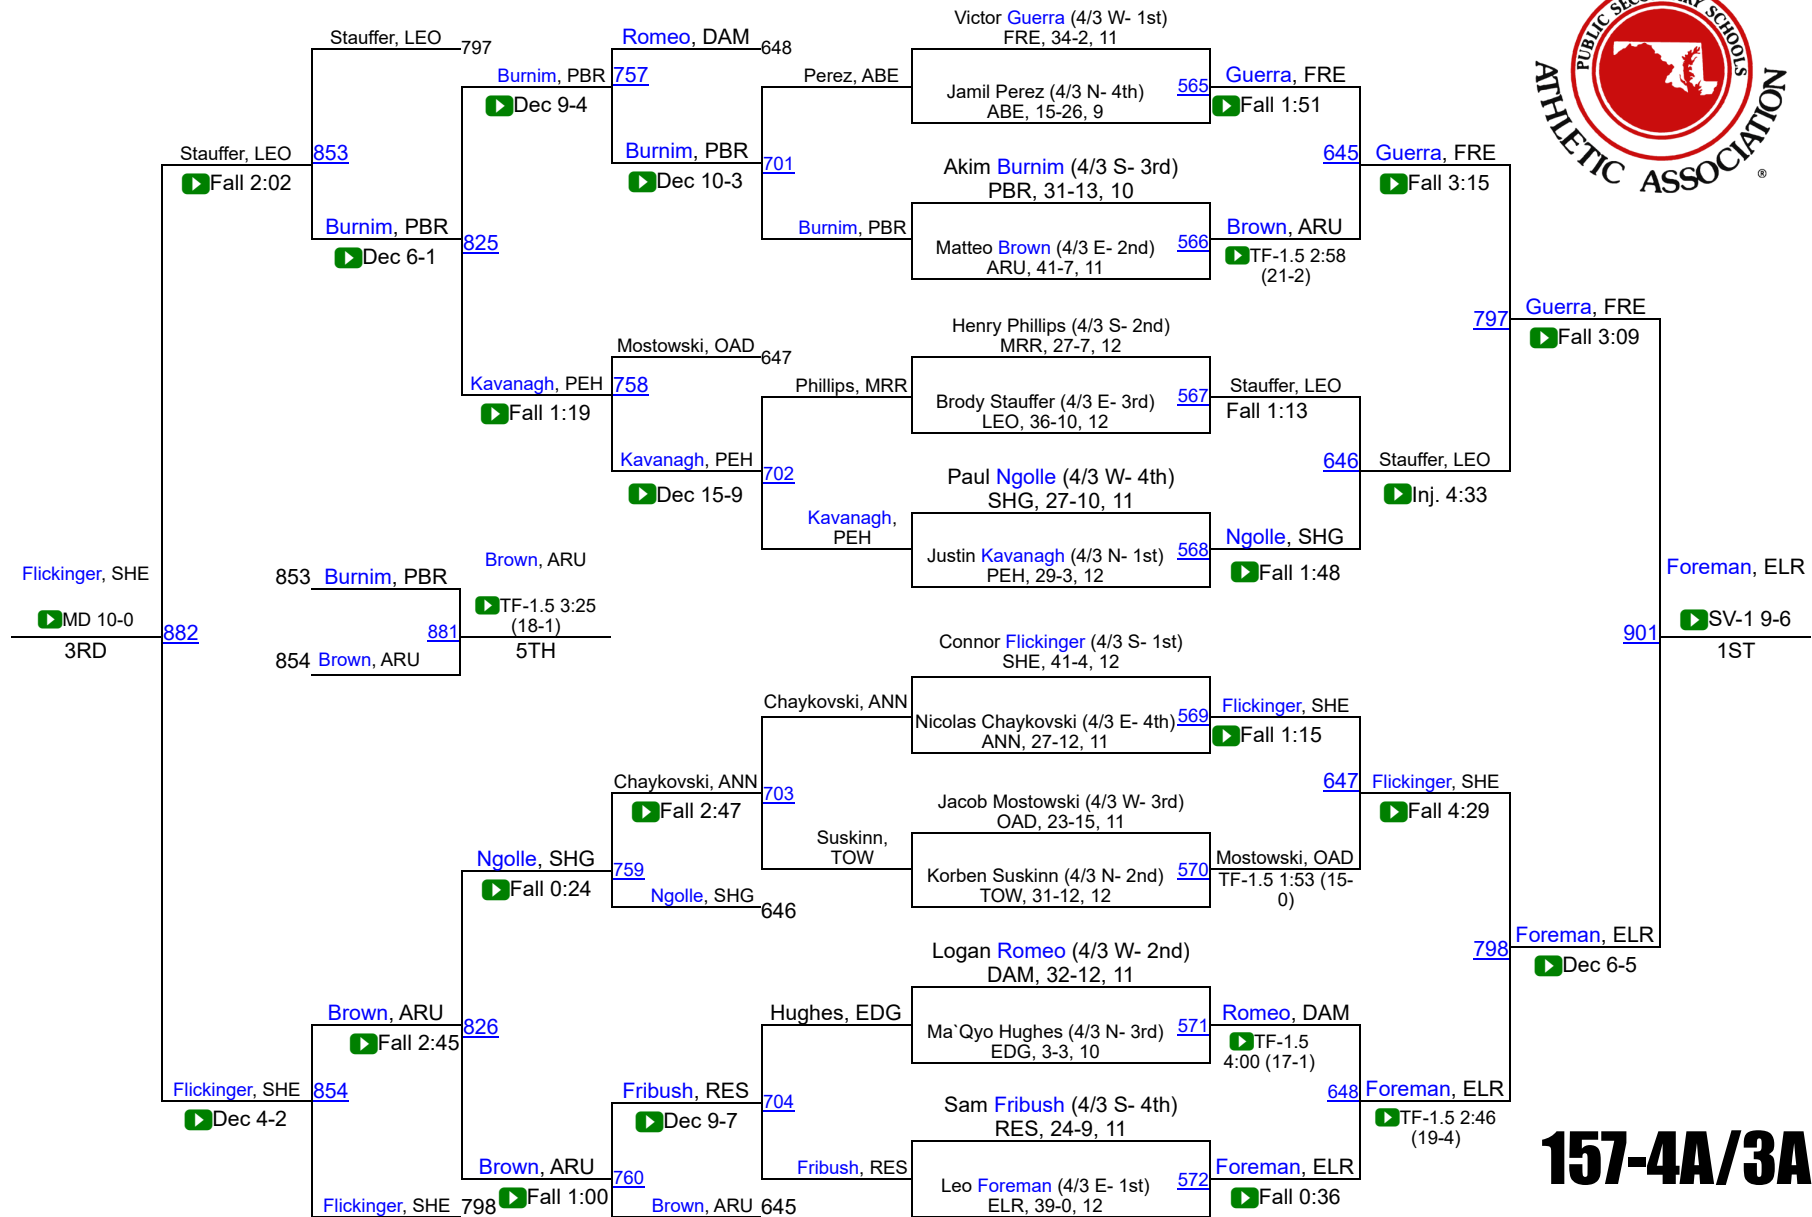 Stauffer, LEO
797
Stauffer, LEO
Fall 2:02
853
Burnim, PBR
Dec 6-1
Burnim, PBR
Dec 9-4
825
Romeo, DAM
648
757
Burnim, PBR
Dec 10-3
Perez, ABE
701
Burnim, PBR
Mostowski, OAD
647
Kavanagh, PEH
Fall 1:19
758
Kavanagh, PEH
Dec 15-9
Phillips, MRR
702
Kavanagh,
PEH
Flickinger, SHE
MD 10-0
3RD
882
853 Burnim, PBR
854 Brown, ARU
881
Brown, ARU
TF-1.5 3:25
(18-1)
5TH
Chaykovski, ANN
Chaykovski, ANN
Fall 2:47
703
Suskinn,
TOW
Ngolle, SHG
Fall 0:24
759
Ngolle, SHG
646
Brown, ARU
Fall 2:45
826
Flickinger, SHE
Dec 4-2
854
Flickinger, SHE
798
Brown, ARU
Fall 1:00
760
Fribush, RES
Dec 9-7
Hughes, EDG
704
Fribush, RES
Brown, ARU
645
Victor Guerra (4/3 W- 1st)
FRE, 34-2, 11
Jamil Perez (4/3 N- 4th)
ABE, 15-26, 9
565
Akim Burnim (4/3 S- 3rd)
PBR, 31-13, 10
Matteo Brown (4/3 E- 2nd)
ARU, 41-7, 11
566
Henry Phillips (4/3 S- 2nd)
MRR, 27-7, 12
Brody Stauffer (4/3 E- 3rd)
LEO, 36-10, 12
567
Paul Ngolle (4/3 W- 4th)
SHG, 27-10, 11
Justin Kavanagh (4/3 N- 1st)
PEH, 29-3, 12
568
Connor Flickinger (4/3 S- 1st)
SHE, 41-4, 12
Nicolas Chaykovski (4/3 E- 4th)
ANN, 27-12, 11
569
Jacob Mostowski (4/3 W- 3rd)
OAD, 23-15, 11
Korben Suskinn (4/3 N- 2nd)
TOW, 31-12, 12
570
Logan Romeo (4/3 W- 2nd)
DAM, 32-12, 11
Ma`Qyo Hughes (4/3 N- 3rd)
EDG, 3-3, 10
571
Sam Fribush (4/3 S- 4th)
RES, 24-9, 11
Leo Foreman (4/3 E- 1st)
ELR, 39-0, 12
572
Guerra, FRE
Fall 1:51
645
Brown, ARU
TF-1.5 2:58
(21-2)
Guerra, FRE
Fall 3:15
Stauffer, LEO
Fall 1:13
646
Ngolle, SHG
Fall 1:48
Stauffer, LEO
Inj. 4:33
797
Guerra, FRE
Fall 3:09
Flickinger, SHE
Fall 1:15
647
Mostowski, OAD
TF-1.5 1:53 (15-
0)
Flickinger, SHE
Fall 4:29
Romeo, DAM
TF-1.5
4:00 (17-1)
648
Foreman, ELR
Fall 0:36
Foreman, ELR
TF-1.5 2:46
(19-4)
798
Foreman, ELR
Dec 6-5
901
Foreman, ELR
SV-1 9-6
1ST
PUBLIC SECONDARY SCHOOLS
ATHLETIC ASSOCIATION
®
157-4A/3A